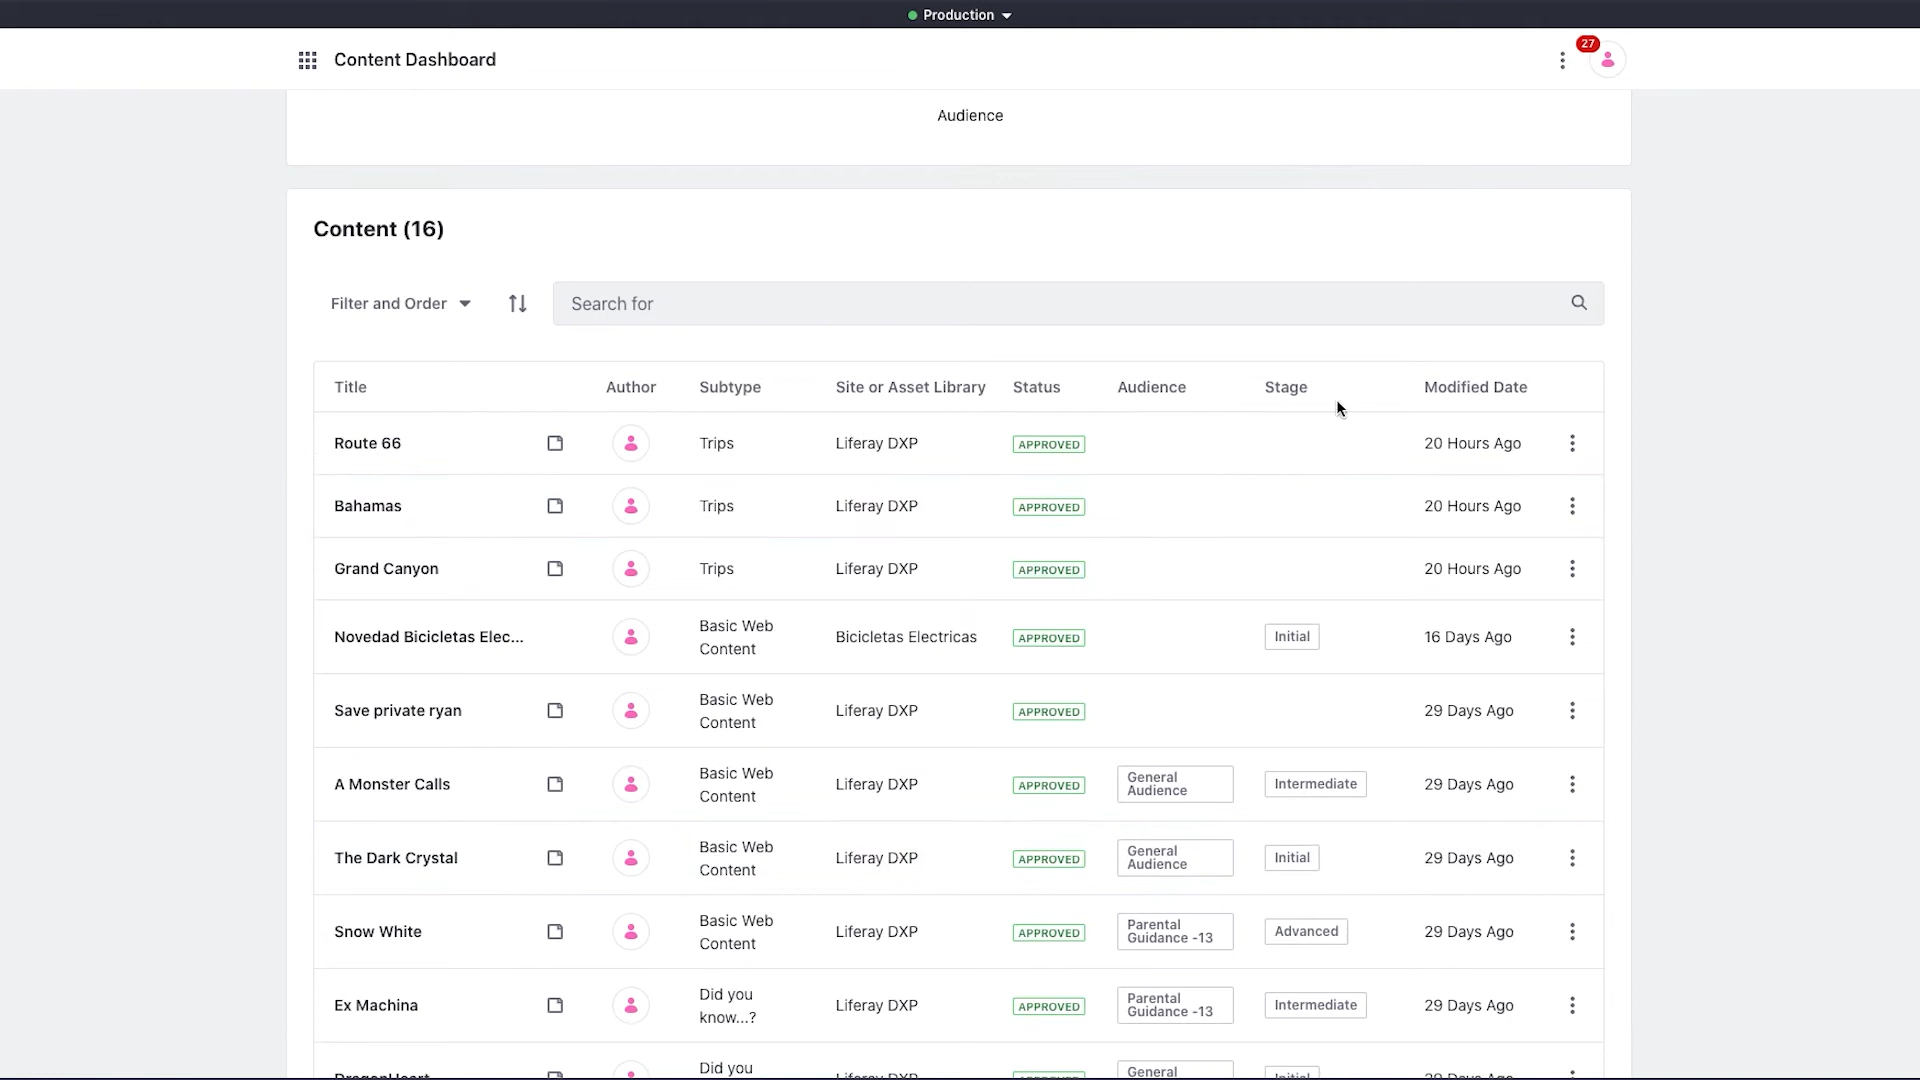 Production
Content Dashboard
27
Audience
Content (16)
Filter and Order
Search for
Title Author Subtype Site or Asset Library Status Audience Stage Modified Date
Route 66 Trips Liferay DXP APPROVED 20 Hours Ago
Bahamas Trips Liferay DXP APPROVED 20 Hours Ago
Grand Canyon Trips Liferay DXP APPROVED 20 Hours Ago
Novedad Bicicletas Elec... Basic Web
Content Bicicletas Electricas APPROVED Initial 16 Days Ago
Save private ryan Basic Web
Content Liferay DXP APPROVED 29 Days Ago
A Monster Calls Basic Web
Content Liferay DXP APPROVED General
Audience Intermediate 29 Days Ago
The Dark Crystal Basic Web
Content Liferay DXP APPROVED General
Audience Initial 29 Days Ago
Snow White Basic Web
Content Liferay DXP APPROVED Parental
Guidance -13 Advanced 29 Days Ago
Ex Machina Did you
know...? Liferay DXP APPROVED Parental
Guidance -13 Intermediate 29 Days Ago
DragonHeart Did you
Liferay DXP APPROVED General
Initial 29 Days Ago